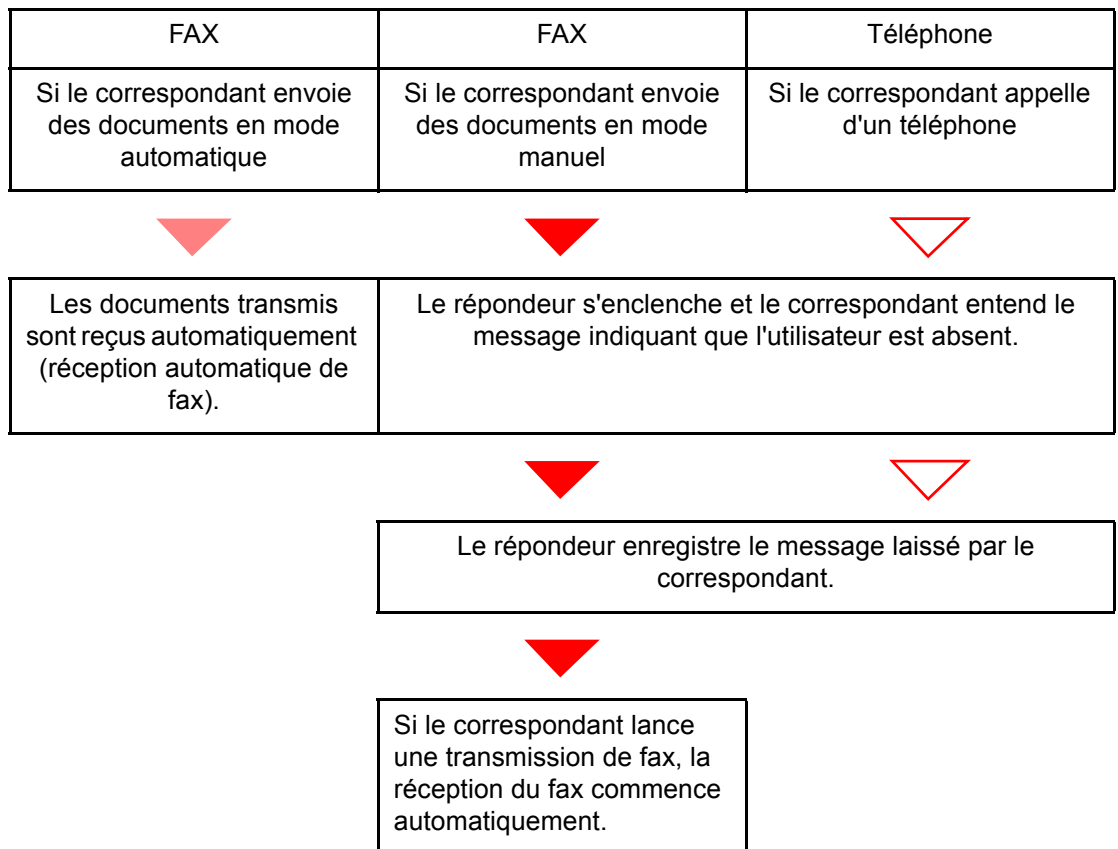 FAX
FAX
Téléphone
Si le correspondant envoie
des documents en mode
automatique
Si le correspondant envoie
des documents en mode
manuel
Si le correspondant appelle
d'un téléphone
Les documents transmis
sont reçus automatiquement
(réception automatique de
fax).
Le répondeur s'enclenche et le correspondant entend le
message indiquant que l'utilisateur est absent.
Le répondeur enregistre le message laissé par le
correspondant.
Si le correspondant lance
une transmission de fax, la
réception du fax commence
automatiquement.